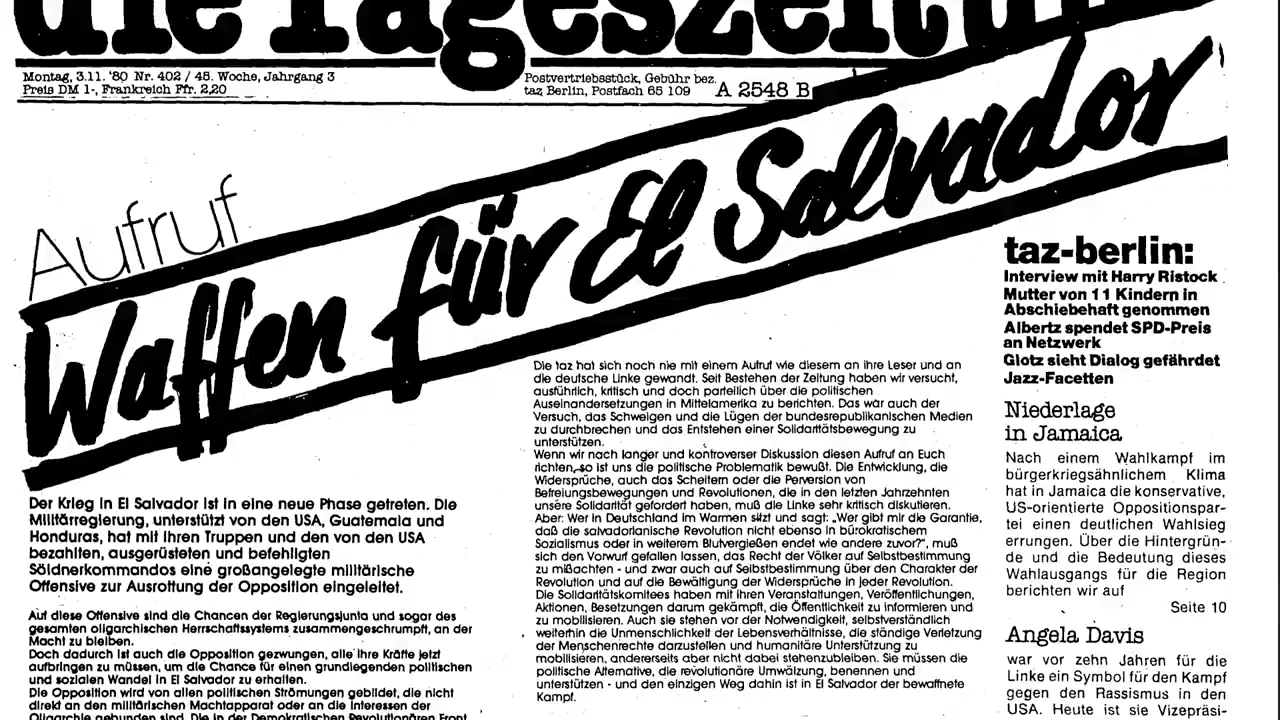 die Tageszeitung
Montag, 3.11. '80 Nr. 402 / 45. Woche, Jahrgang 3
Preis DM 1-, Frankreich Ffr. 2,20
Postvertriebsstück, Gebühr bez.
taz Berlin, Postfach 65 109 A 2548 B
Aufruf
Waffen für El Salvador
Der Krieg in El Salvador ist in eine neue Phase getreten. Die
Militärregierung, unterstützt von den USA, Guatemala und
Honduras, hat mit ihren Truppen und den von den USA
bezahlten, ausgerüsteten und befehligten
Söldnerkommandos eine großangelegte militärische
Offensive zur Ausrottung der Opposition eingeleitet.
Auf diese Offensive sind die Chancen der Regierungsjunta und sogar des
gesamten oligarchischen Herrschaftssystems zusammengeschrumpft, an der
Macht zu bleiben.
Doch dadurch ist auch die Opposition gezwungen, alle ihre Kräfte jetzt
aufbringen zu müssen, um die Chance für einen grundlegenden politischen
und sozialen Wandel in El Salvador zu erhalten.
Die Opposition wird von allen politischen Strömungen gebildet, die nicht
direkt an den militärischen Machtapparat oder an die Interessen der
Oligarchie gebunden sind. Die in der Demokratischen Revolutionären Front
Die taz hat sich noch nie mit einem Aufruf wie diesem an ihre Leser und an
die deutsche Linke gewandt. Seit Bestehen der Zeitung haben wir versucht,
ausführlich, kritisch und doch parteilich über die politischen
Auseinandersetzungen in Mittelamerika zu berichten. Das war auch der
Versuch, das Schweigen und die Lügen der bundesrepublikanischen Medien
zu durchbrechen und das Entstehen einer Solidaritätsbewegung zu
unterstützen.
Wenn wir nach langer und kontroverser Diskussion diesen Aufruf an Euch
richten, so ist uns die politische Problematik bewußt. Die Entwicklung, die
Widersprüche, auch das Scheitern oder die Perversion von
Befreiungsbewegungen und Revolutionen, die in den letzten Jahrzehnten
unsere Solidarität gefordert haben, muß die Linke sehr kritisch diskutieren.
Aber: Wer in Deutschland im Warmen sitzt und sagt: „Wer gibt mir die Garantie,
daß die salvadorianische Revolution nicht ebenso in bürokratischem
Sozialismus oder in weiterem Blutvergießen endet wie andere zuvor?", muß
sich den Vorwurf gefallen lassen, das Recht der Völker auf Selbstbestimmung
zu mißachten - und zwar auch auf Selbstbestimmung über den Charakter der
Revolution und auf die Bewältigung der Widersprüche in jeder Revolution.
Die Solidaritätskomitees haben mit ihren Veranstaltungen, Veröffentlichungen,
Aktionen, Besetzungen darum gekämpft, die Öffentlichkeit zu informieren und
zu mobilisieren. Auch sie stehen vor der Notwendigkeit, selbstverständlich
weiterhin die Unmenschlichkeit der Lebensverhältnisse, die ständige Verletzung
der Menschenrechte darzustellen und humanitäre Unterstützung zu
mobilisieren, andererseits aber nicht dabei stehenzubleiben. Sie müssen die
politische Alternative, die revolutionäre Umwälzung, benennen und
unterstützen - und den einzigen Weg dahin ist in El Salvador der bewaffnete
Kampf.
taz-berlin:
Interview mit Harry Ristock
Mutter von 11 Kindern in
Abschiebehaft genommen
Albertz spendet SPD-Preis
an Netzwerk
Glotz sieht Dialog gefährdet
Jazz-Facetten
Niederlage
in Jamaica
Nach einem Wahlkampf im
bürgerkriegsähnlichem Klima
hat in Jamaica die konservative,
US-orientierte Oppositionspar-
tei einen deutlichen Wahlsieg
errungen. Über die Hintergrün-
de und die Bedeutung dieses
Wahlausgangs für die Region
berichten wir auf
Seite 10
Angela Davis
war vor zehn Jahren für die
Linke ein Symbol für den Kampf
gegen den Rassismus in den
USA. Heute ist sie Vizepräsi-